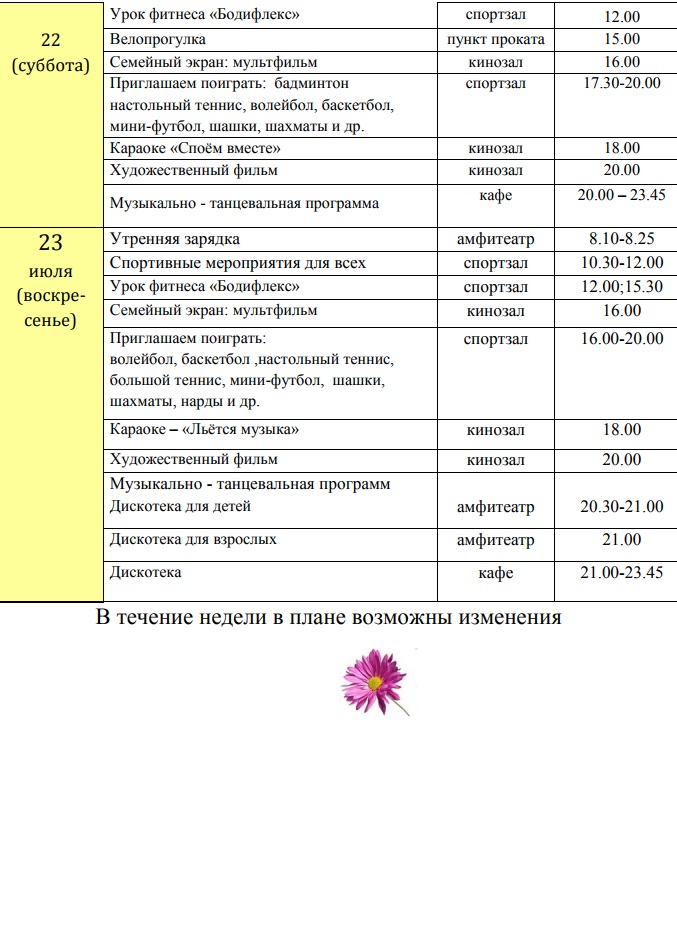 Урок фитнеса «Бодифлекс» спортзал 12.00
22
(суббота)
Велопрогулка пункт проката 15.00
Семейный экран: мультфильм кинозал 16.00
Приглашаем поиграть: бадминтон спортзал 17.30-20.00
настольный теннис, волейбол, баскетбол,
мини-футбол, шашки, шахматы и др.
Караоке «Споём вместе» кинозал 18.00
Художественный фильм кинозал 20.00
Музыкально - танцевальная программа кафе 20.00 – 23.45
23
июля
(воскре-
сенье)
Утренняя зарядка амфитеатр 8.10-8.25
Спортивные мероприятия для всех спортзал 10.30-12.00
Урок фитнеса «Бодифлекс» спортзал 12.00;15.30
Семейный экран: мультфильм кинозал 16.00
Приглашаем поиграть: спортзал 16.00-20.00
волейбол, баскетбол ,настольный теннис,
большой теннис, мини-футбол, шашки,
шахматы, нарды и др.
Караоке – «Льётся музыка» кинозал 18.00
Художественный фильм кинозал 20.00
Музыкально - танцевальная программ
Дискотека для детей амфитеатр 20.30-21.00
Дискотека для взрослых амфитеатр 21.00
Дискотека кафе 21.00-23.45
В течение недели в плане возможны изменения